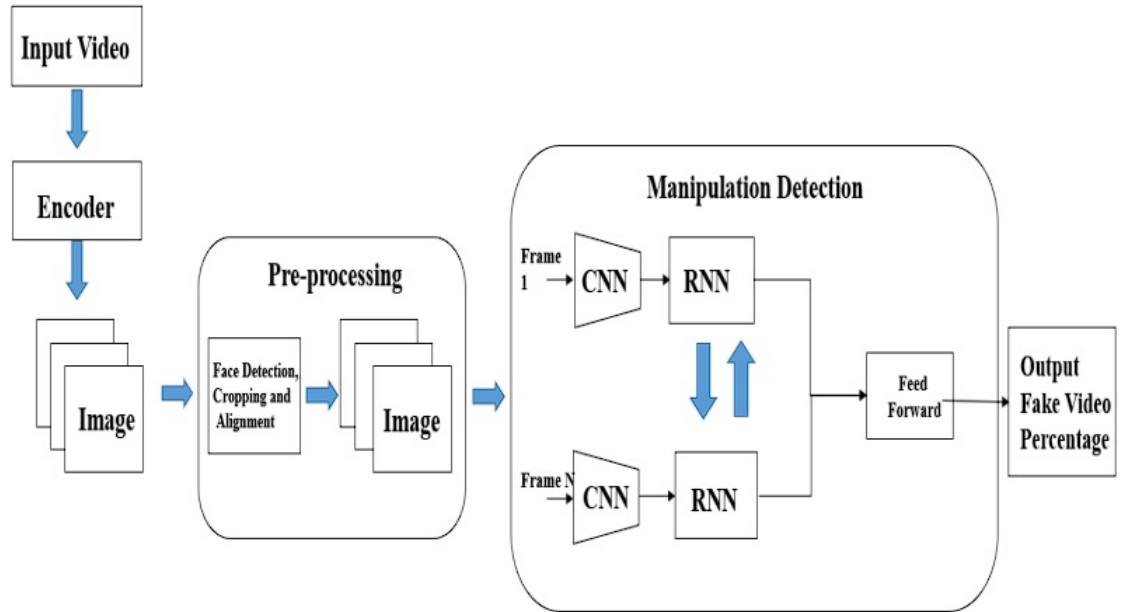 Input Video
Encoder
Image
Pre-processing
Face Detection,
Cropping and
Alignment
Image
Manipulation Detection
Frame
1
CNN
RNN
Frame N
CNN
RNN
Feed
Forward
Output
Fake Video
Percentage